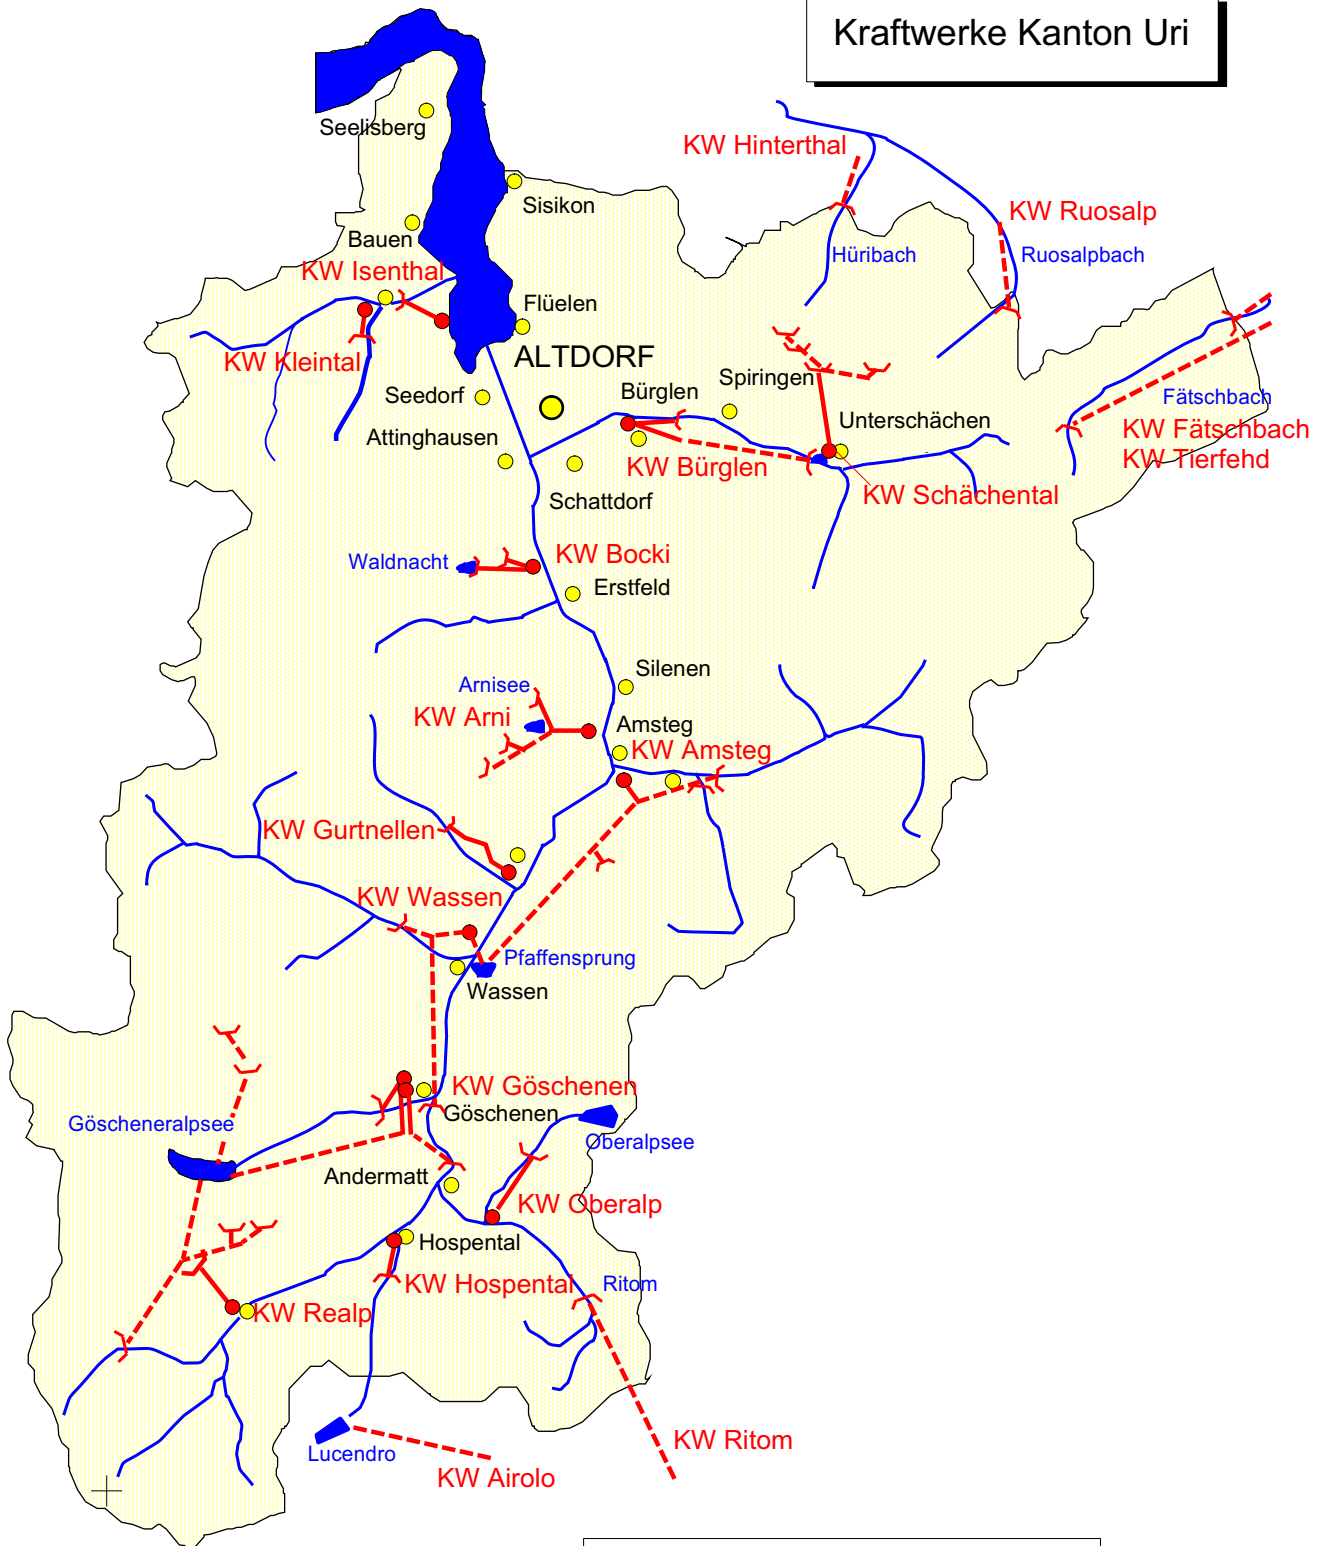 Kraftwerke Kanton Uri
Seelisberg
KW Hinterthal
Sisikon
KW Ruosalp
Bauen
Hüribach
Ruosalpbach
KW Isenthal
Flüelen
KW Kleintal
ALTDORF
Seedorf
Bürglen
Spiringen
Fätschbach
Attinghausen
Unterschächen
KW Fätschbach
KW Bürglen
KW Tierfehd
Schattdorf
KW Schächental
Waldnacht
KW Bocki
Erstfeld
Silenen
Arnisee
KW Arni
Amsteg
KW Amsteg
KW Gurtnellen
KW Wassen
Pfaffensprung
Wassen
KW Göschenen
Göschenen
Göscheneralpsee
Oberalpsee
Andermatt
KW Oberalp
Hospental
KW Hospental
Ritom
KW Realp
KW Ritom
Lucendro
KW Airolo